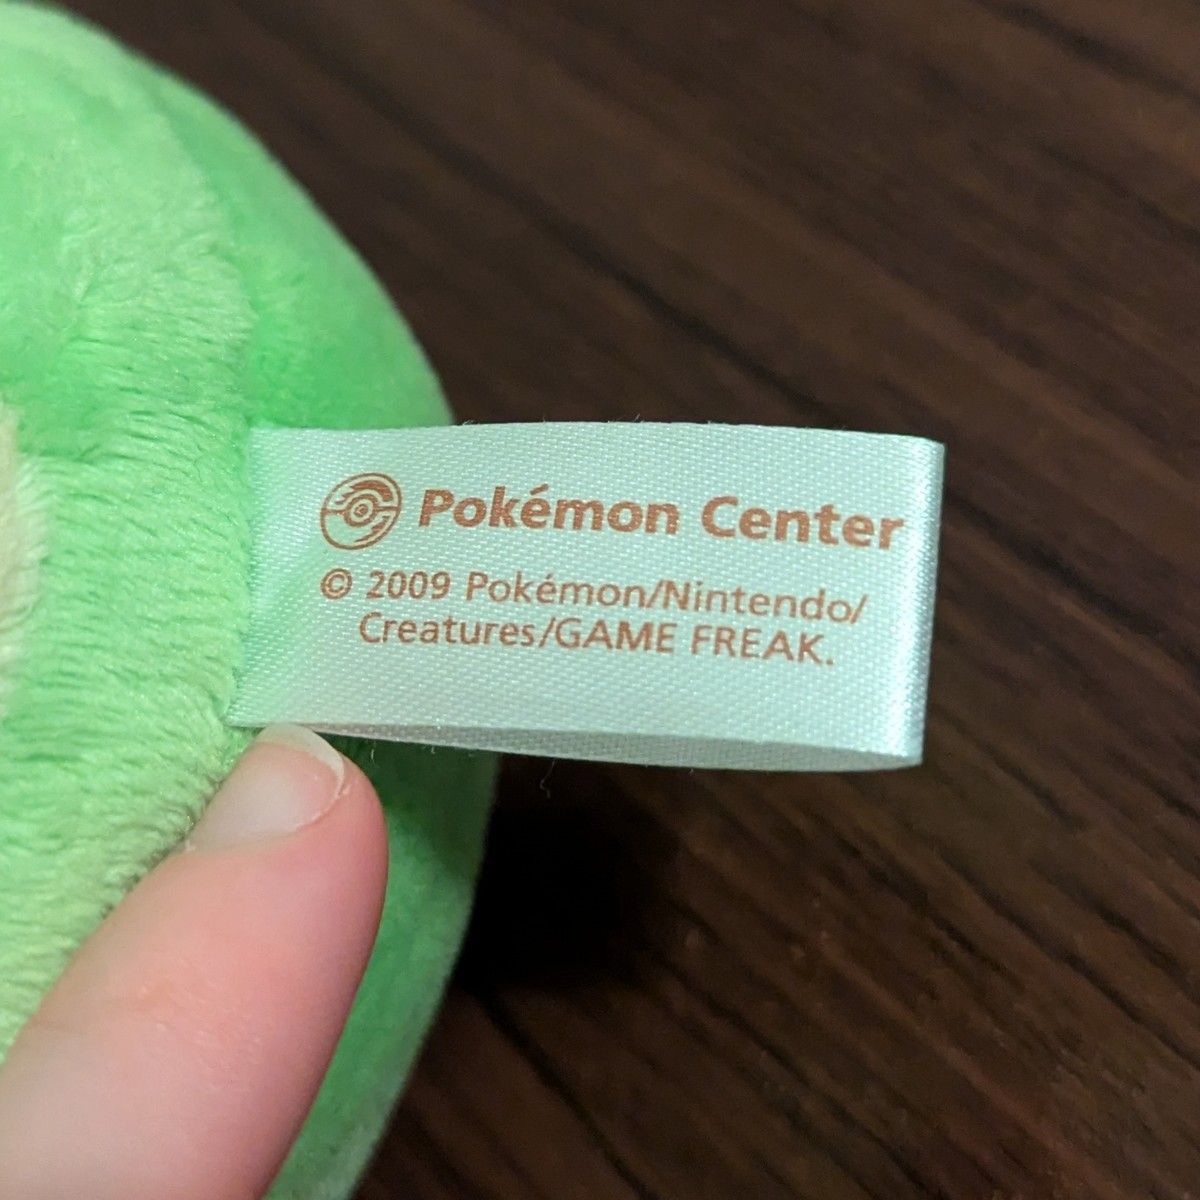 Pokémon Center
© 2009 Pokémon/Nintendo/
Creatures/GAME FREAK.